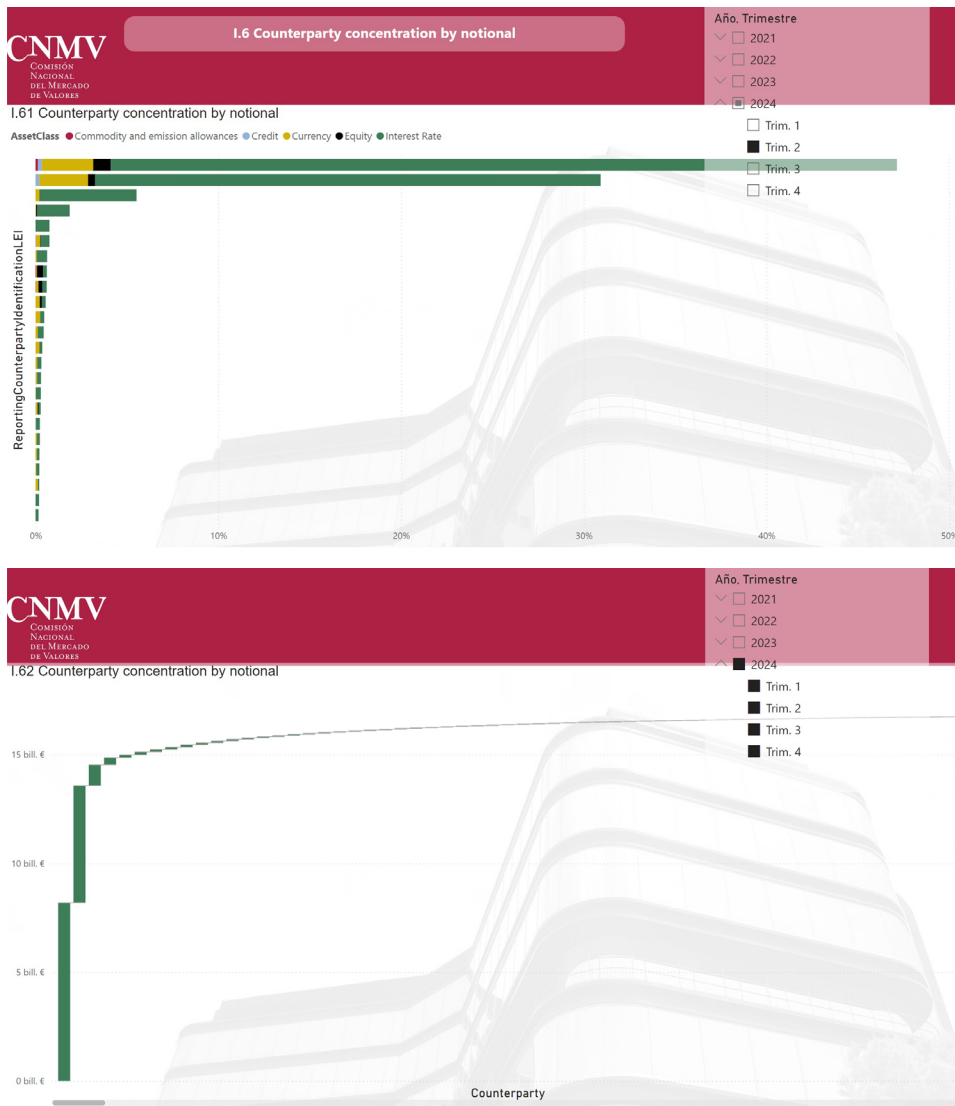 I.6 Counterparty concentration by notional
CNMV
COMISIÓN
NACIONAL
DEL MERCADO
DE VALORES
Año, Trimestre
2021
2022
2023
2024
Trim. 1
Trim. 2
Trim. 3
Trim. 4
I.61 Counterparty concentration by notional
AssetClass Commodity and emission allowances Credit Currency Equity Interest Rate
ReportingCounterpartyIdentificationLEI
0% 10% 20% 30% 40% 50%
CNMV
COMISIÓN
NACIONAL
DEL MERCADO
DE VALORES
Año, Trimestre
2021
2022
2023
2024
Trim. 1
Trim. 2
Trim. 3
Trim. 4
I.62 Counterparty concentration by notional
15 bill. €
10 bill. €
5 bill. €
0 bill. €
Counterparty